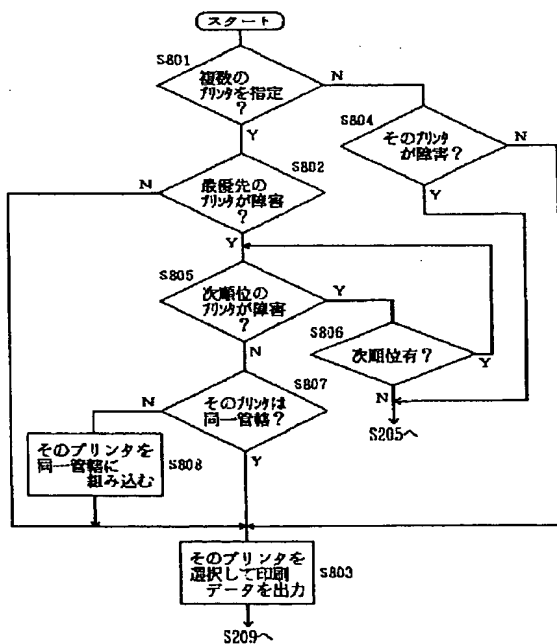 スタート
S801
複数の
プリンタを指定
?
N
Y
S804
そのプリンタ
が障害?
N
Y
S802
N
最優先の
プリンタが障害
?
Y
S805
次順位の
プリンタが障害
?
Y
N
S806
次順位有?
Y
N
S205へ
S807
N
そのプリンタは
同一管轄?
Y
そのプリンタを
同一管轄に
組み込む
S808
そのプリンタを
選択して印刷
データを出力
S803
S209へ